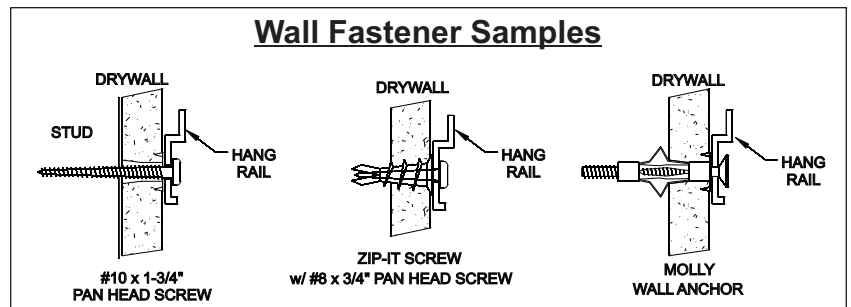 Wall Fastener Samples
DRYWALL
STUD
HANG
RAIL
#10 x 1-3/4"
PAN HEAD SCREW
DRYWALL
HANG
RAIL
ZIP-IT SCREW
w/ #8 x 3/4" PAN HEAD SCREW
DRYWALL
HANG
RAIL
MOLLY
WALL ANCHOR